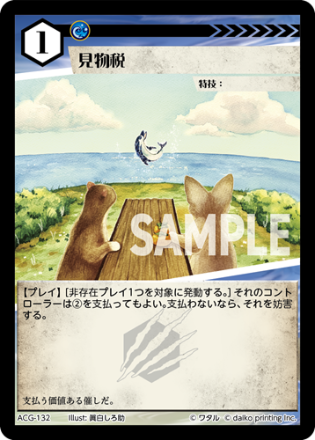 1
見物税
特技：
SAMPLE
【プレイ】[非存在プレイ1つを対象に発動する。] それのコント
ローラーは②を支払ってもよい。支払わないなら、それを妨害
する。
支払う価値ある催しだ。
ACG-132 Illust: 眞白しろ助 © ワタル © daiko printing Inc.